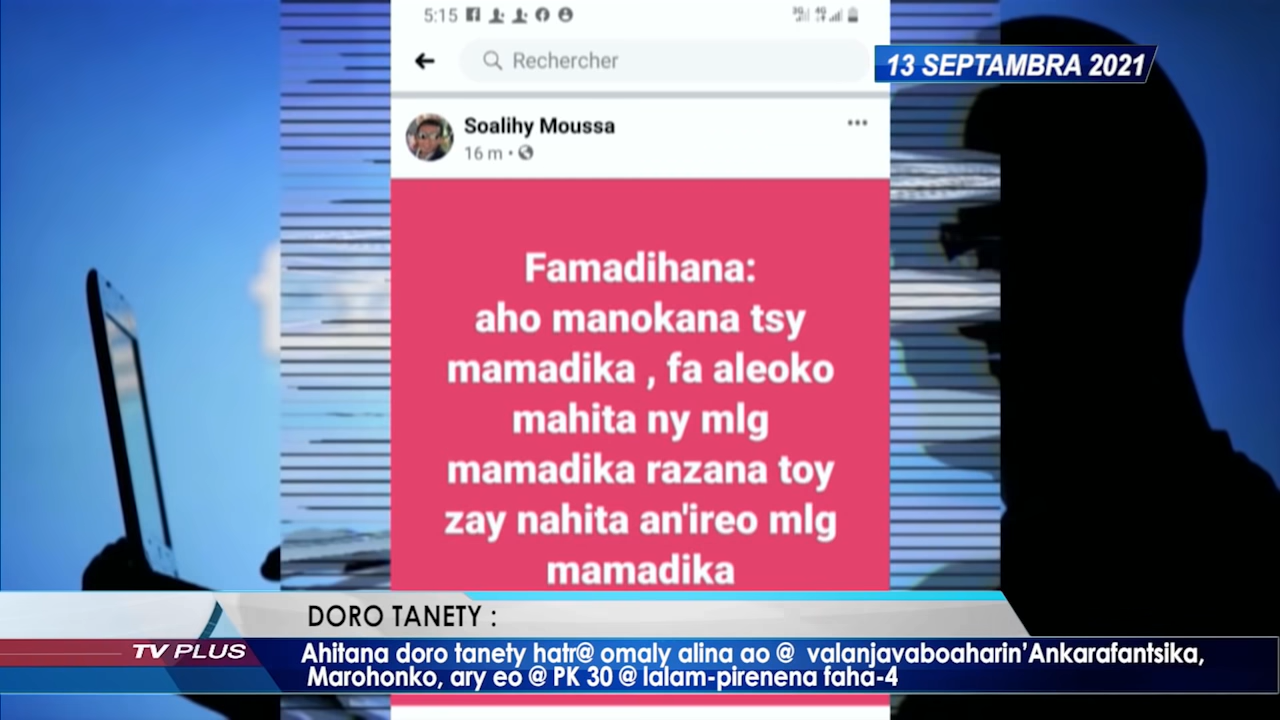 5:15
3G 4G
Rechercher
13 SEPTAMBRA 2021
Soalihy Moussa
16 m
Famadihana:
aho manokana tsy
mamadika , fa aleoko
mahita ny mlg
mamadika razana toy
zay nahita an'ireo mlg
mamadika
DORO TANETY :
TV PLUS
Ahitana doro tanety hatr@ omaly alina ao @ valanjavaboaharin'Ankarafantsika,
Marohonko, ary eo @ PK 30 @ lalam-pirenena faha-4